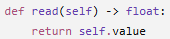 def read(self) -> float:
    return self.value